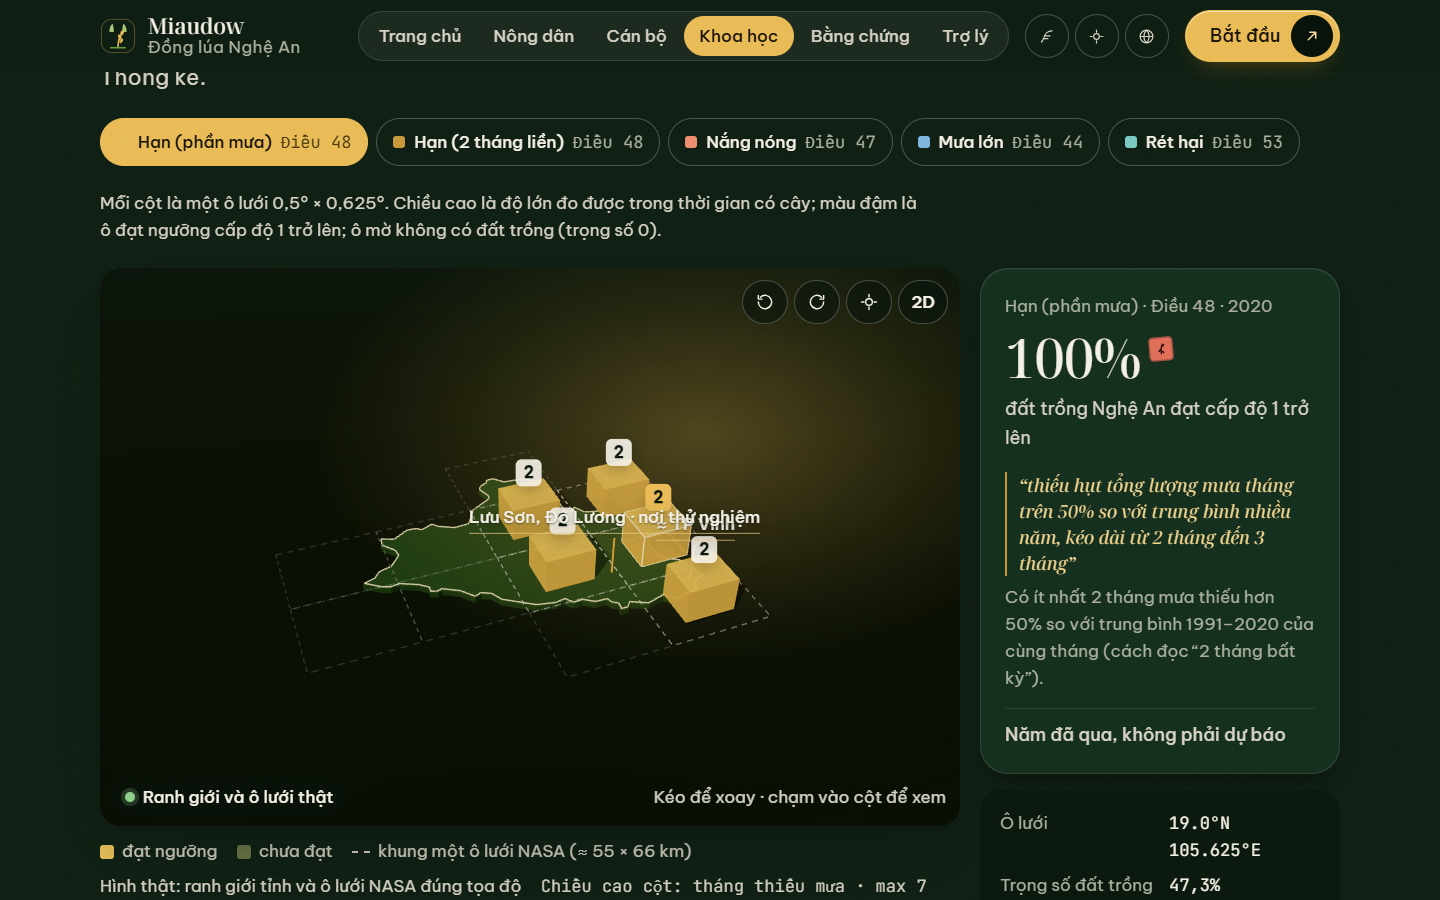 Miaudow
Đồng lúa Nghệ An
Trang chủ
Nông dân
Cán bộ
Khoa học
Bằng chứng
Trợ lý
Bắt đầu
Thống kê.
Hạn (phần mưa) Điều 48
Hạn (2 tháng liền) Điều 48
Nắng nóng Điều 47
Mưa lớn Điều 44
Rét hại Điều 53
Mỗi cột là một ô lưới 0,5° × 0,625°. Chiều cao là độ lớn đo được trong thời gian có cây; màu đậm là
ô đạt ngưỡng cấp độ 1 trở lên; ô mờ không có đất trồng (trọng số 0).
2D
2
2
2
Lưu Sơn, Đô Lương · nơi thử nghiệm
2
≈ TP Vinh
2
Ranh giới và ô lưới thật
Kéo để xoay · chạm vào cột để xem
đạt ngưỡng
chưa đạt
-- khung một ô lưới NASA (≈ 55 × 66 km)
Hình thật: ranh giới tỉnh và ô lưới NASA đúng tọa độ
Chiều cao cột: tháng thiếu mưa · max 7
Hạn (phần mưa) · Điều 48 · 2020
100%
đất trồng Nghệ An đạt cấp độ 1 trở
lên
“thiếu hụt tổng lượng mưa tháng
trên 50% so với trung bình nhiều
năm, kéo dài từ 2 tháng đến 3
tháng”
Có ít nhất 2 tháng mưa thiếu hơn
50% so với trung bình 1991–2020 của
cùng tháng (cách đọc “2 tháng bất
kỳ”).
Năm đã qua, không phải dự báo
Ô lưới
19.0°N
105.625°E
Trọng số đất trồng
47,3%